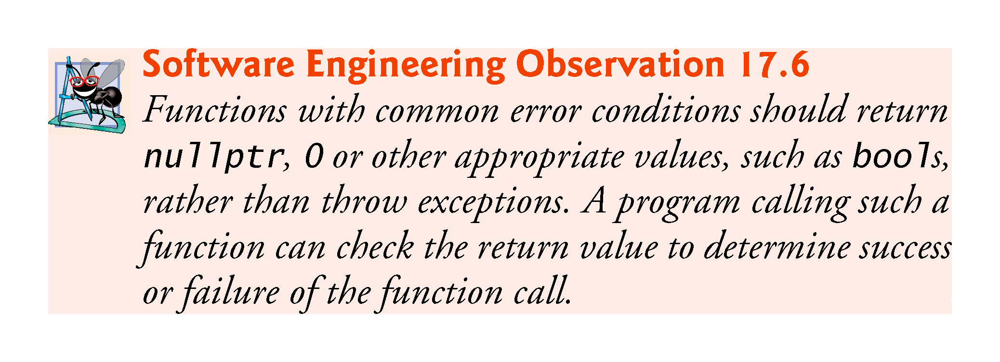 Software Engineering Observation 17.6
Functions with common error conditions should return
nullptr, 0 or other appropriate values, such as bools,
rather than throw exceptions. A program calling such a
function can check the return value to determine success
or failure of the function call.